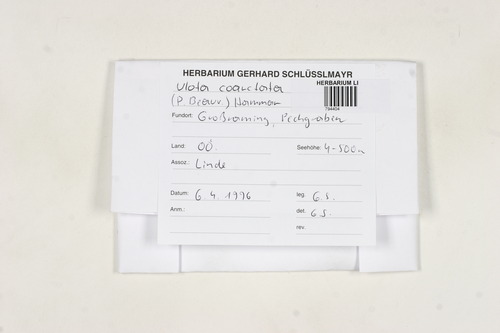 HERBARIUM GERHARD SCHLÜSSLMAYR
Ulota coarctata
HERBARIUM LI
(P. Beauv.) Hammar
Fundort: Großraming, Pechgraben
Land: OÖ. Seehöhe: 4-500m
Assoz.: Linde
Datum: 6.4.1996 leg. G.S.
Anm.: det. G.S.
rev.